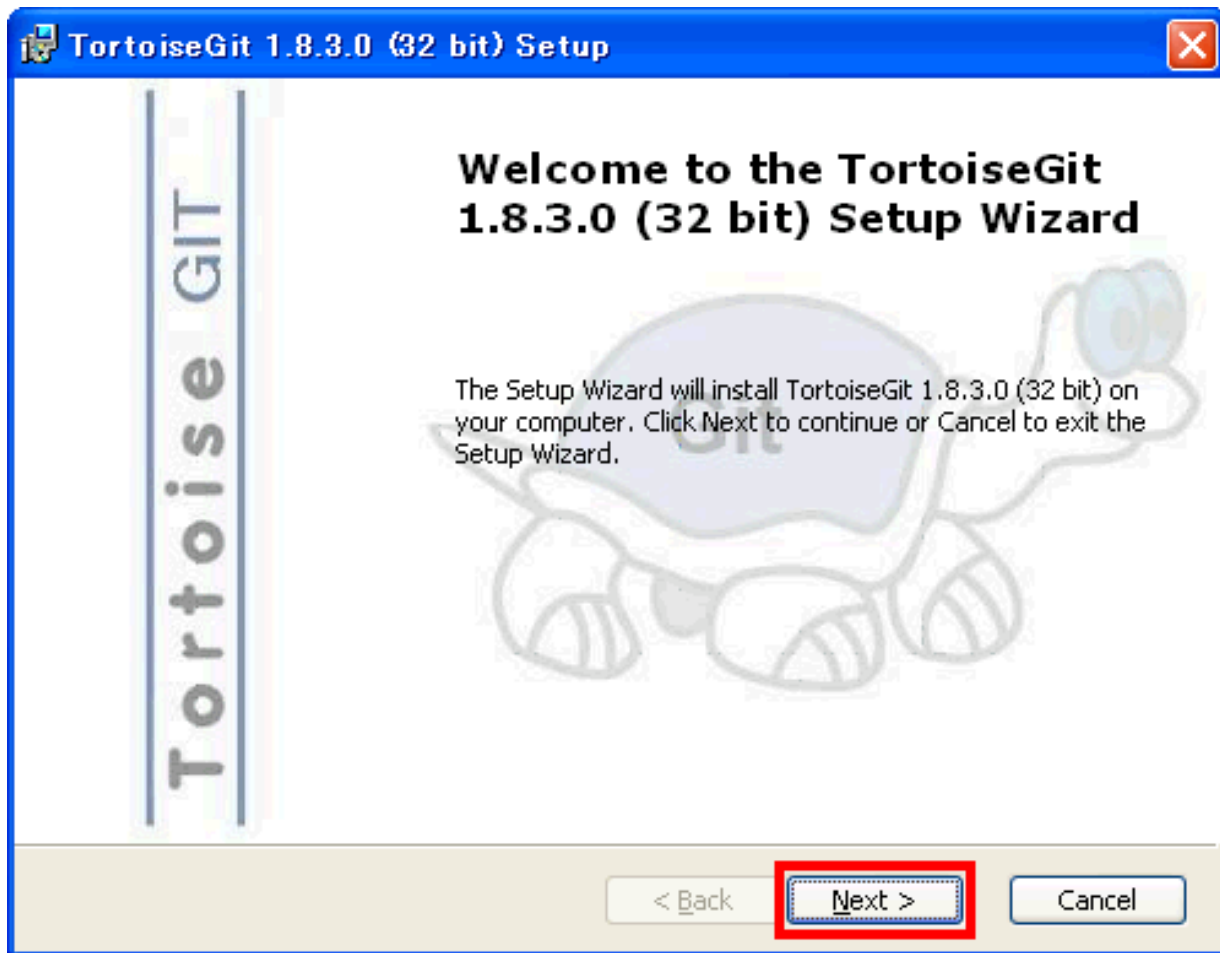 TortoiseGit 1.8.3.0 (32 bit) Setup
Tortoise GIT
Welcome to the TortoiseGit
1.8.3.0 (32 bit) Setup Wizard
Git
The Setup Wizard will install TortoiseGit 1.8.3.0 (32 bit) on
your computer. Click Next to continue or Cancel to exit the
Setup Wizard.
< Back
Next >
Cancel